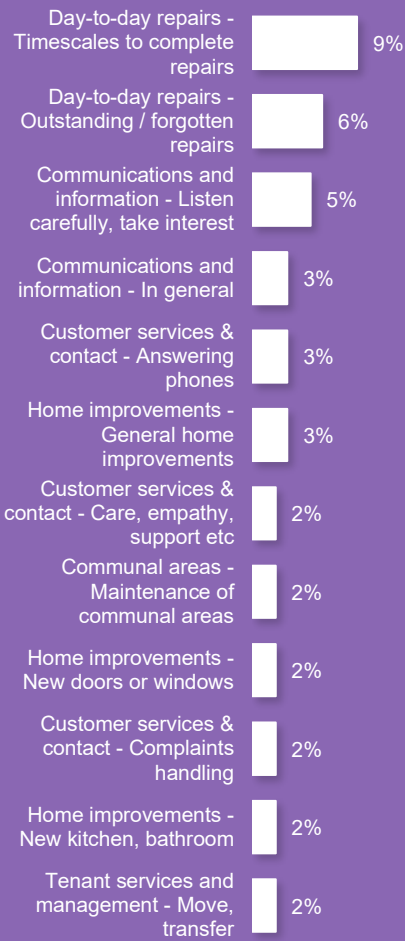 Day-to-day repairs -
Timescales to complete
repairs
9%
Day-to-day repairs -
Outstanding / forgotten
repairs
6%
Communications and
information - Listen
carefully, take interest
5%
Communications and
information - In general
3%
Customer services &
contact - Answering
phones
3%
Home improvements -
General home
improvements
3%
Customer services &
contact - Care, empathy,
support etc
2%
Communal areas -
Maintenance of
communal areas
2%
Home improvements -
New doors or windows
2%
Customer services &
contact - Complaints
handling
2%
Home improvements -
New kitchen, bathroom
2%
Tenant services and
management - Move,
transfer
2%